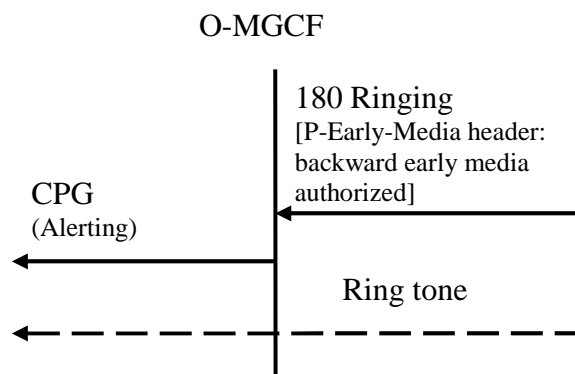 O-MGCF
180 Ringing
[P-Early-Media header:
backward early media
authorized]
CPG
(Alerting)
Ring tone